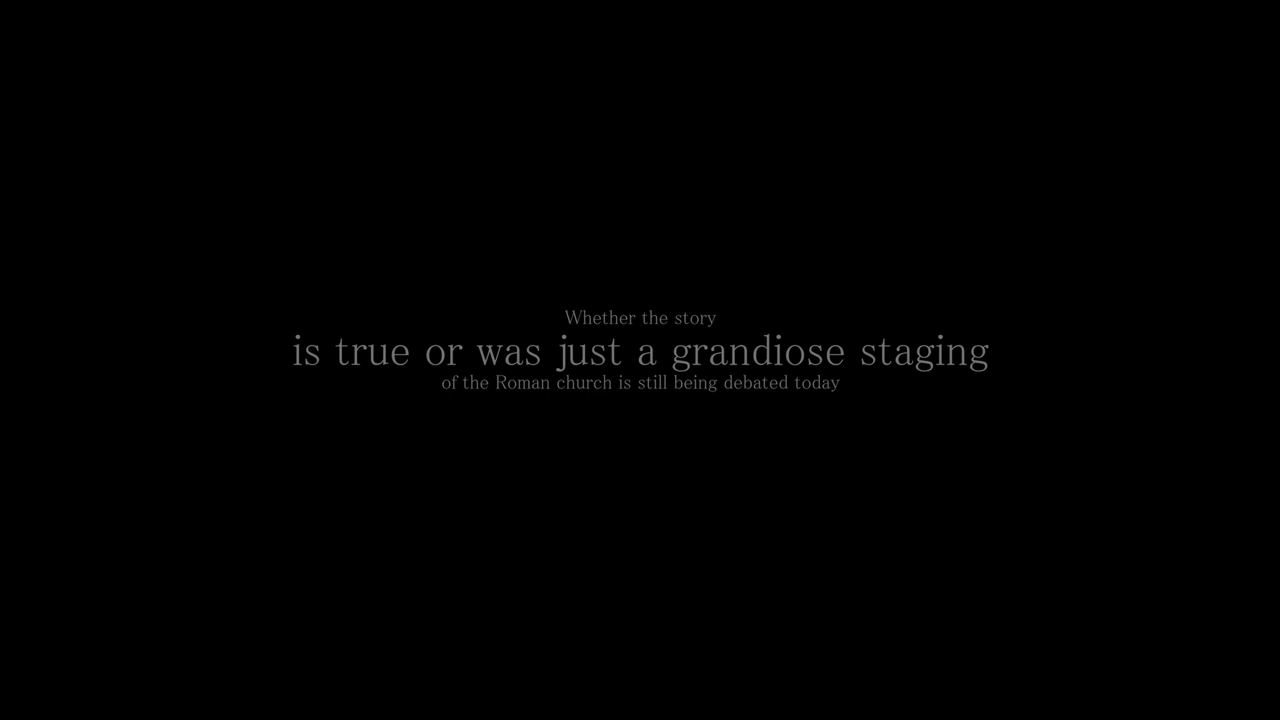 Whether the story
is true or was just a grandiose staging
of the Roman church is still being debated today